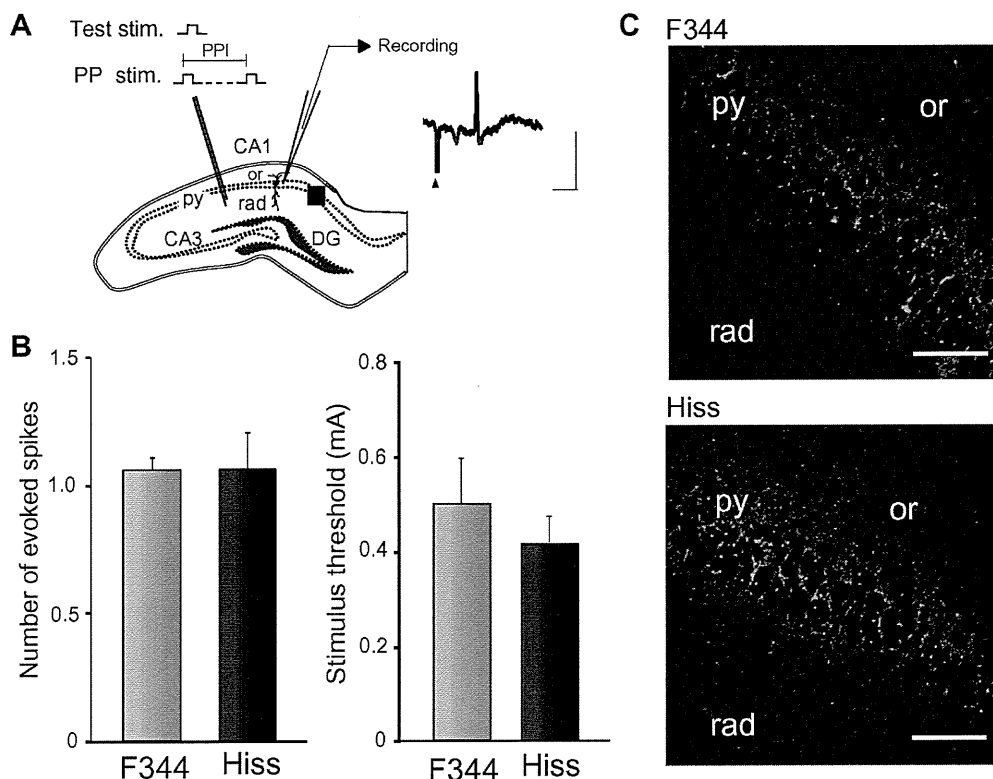 A
Test stim.
PPI
PP stim.
Recording
CA1
or
py
rad
CA3
DG
B
Number of evoked spikes
1.5
1.0
0.5
0
F344
Hiss
Stimulus threshold (mA)
0.8
0.6
0.4
0.2
0
F344
Hiss
C
F344
py
or
rad
Hiss
py
or
rad